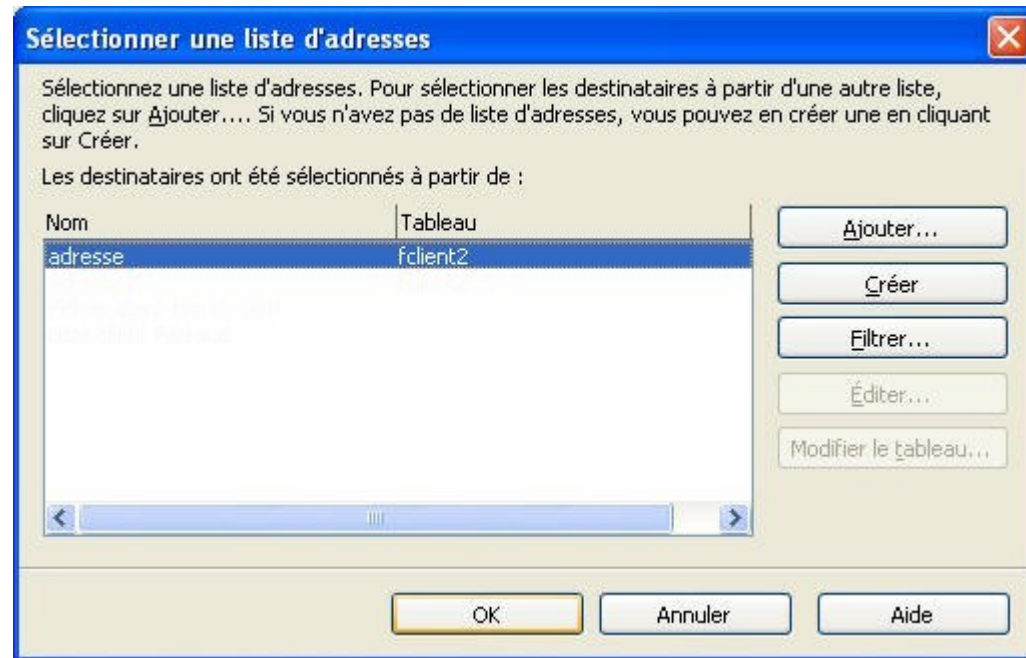 Sélectionner une liste d'adresses
Sélectionnez une liste d'adresses. Pour sélectionner les destinataires à partir d'une autre liste,
cliquez sur Ajouter.... Si vous n'avez pas de liste d'adresses, vous pouvez en créer une en cliquant
sur Créer.
Les destinataires ont été sélectionnés à partir de :
Nom Tableau
adresse fclient2
Ajouter...
Créer
Filtrer...
Éditer...
Modifier le tableau...
OK Annuler Aide